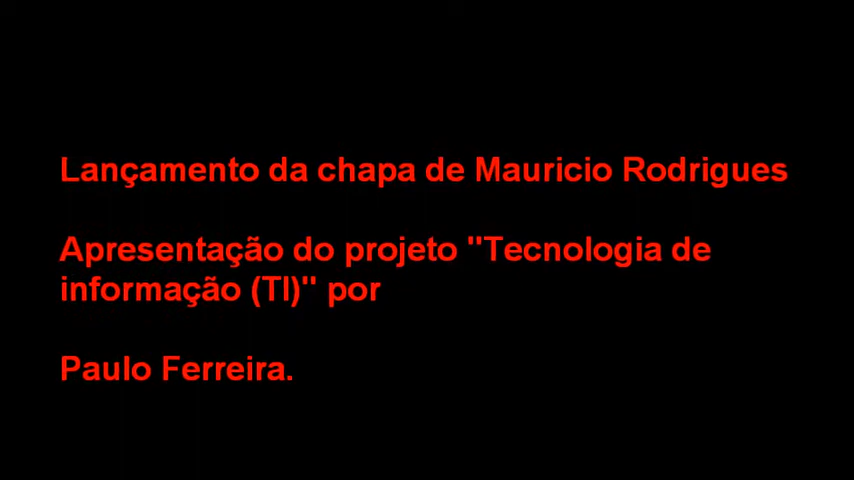 Lançamento da chapa de Mauricio Rodrigues
Apresentação do projeto "Tecnologia de
informação (TI)" por
Paulo Ferreira.